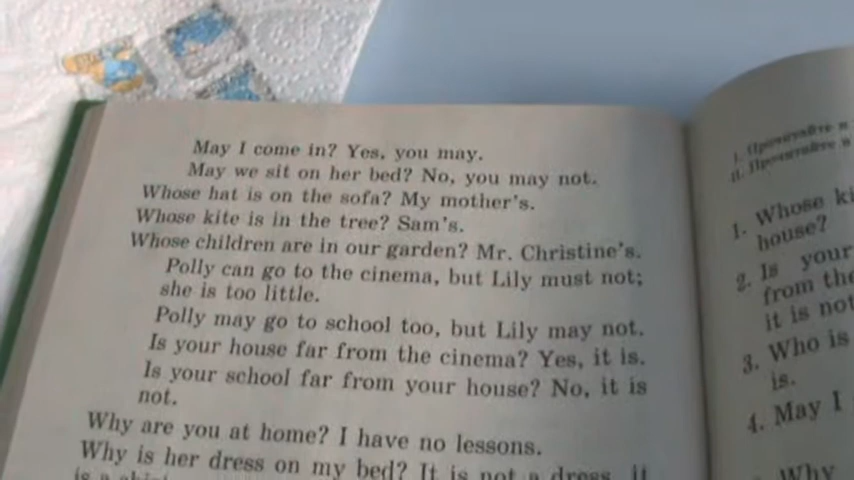 May I come in? Yes, you may.
May we sit on her bed? No, you may not.
Whose hat is on the sofa? My mother's.
Whose kite is in the tree? Sam's.
Whose children are in our garden? Mr. Christine's.
Polly can go to the cinema, but Lily must not;
she is too little.
Polly may go to school too, but Lily may not.
Is your house far from the cinema? Yes, it is.
Is your school far from your house? No, it is
not.
Why are you at home? I have no lessons.
Why is her dress on my bed? It is not a dress, it
is a
I. Прочитайте и
II. Прочитайте и
1. Whose ki
house?
2. Is your
from the
it is not
3. Who is
is.
4. May I
Why